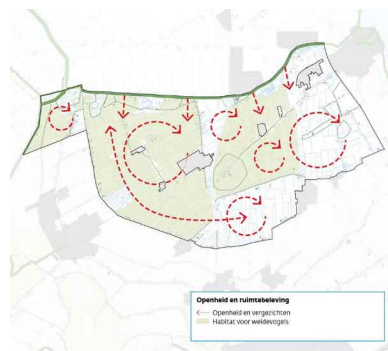 Openheid en ruimtebeleving
Openheid en vergezichten
Habitat voor weidevogels